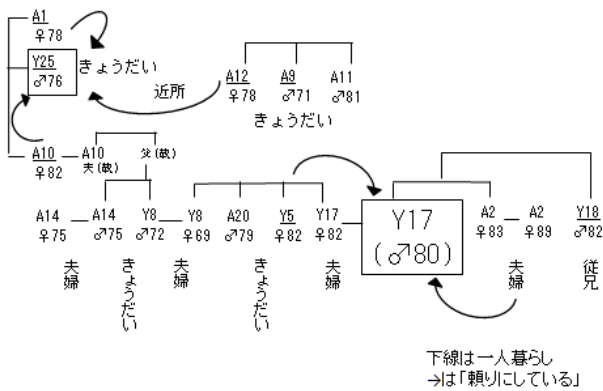 A1
♀78
Y25
♂76
きょうだい
近所
A12
♀78
A9
♂71
A11
♂81
きょうだい
A10
♀82
A10
夫(故)
父(故)
A14
♀75
A14
♂75
Y8
♂72
Y8
♀69
A20
♂79
Y5
♀82
Y17
♀82
Y17
(♂80)
A2
♀83
A2
♀89
Y18
♂82
夫婦
きょうだい
夫婦
きょうだい
夫婦
夫婦
従兄
下線は一人暮らし
→は「頼りにしている」